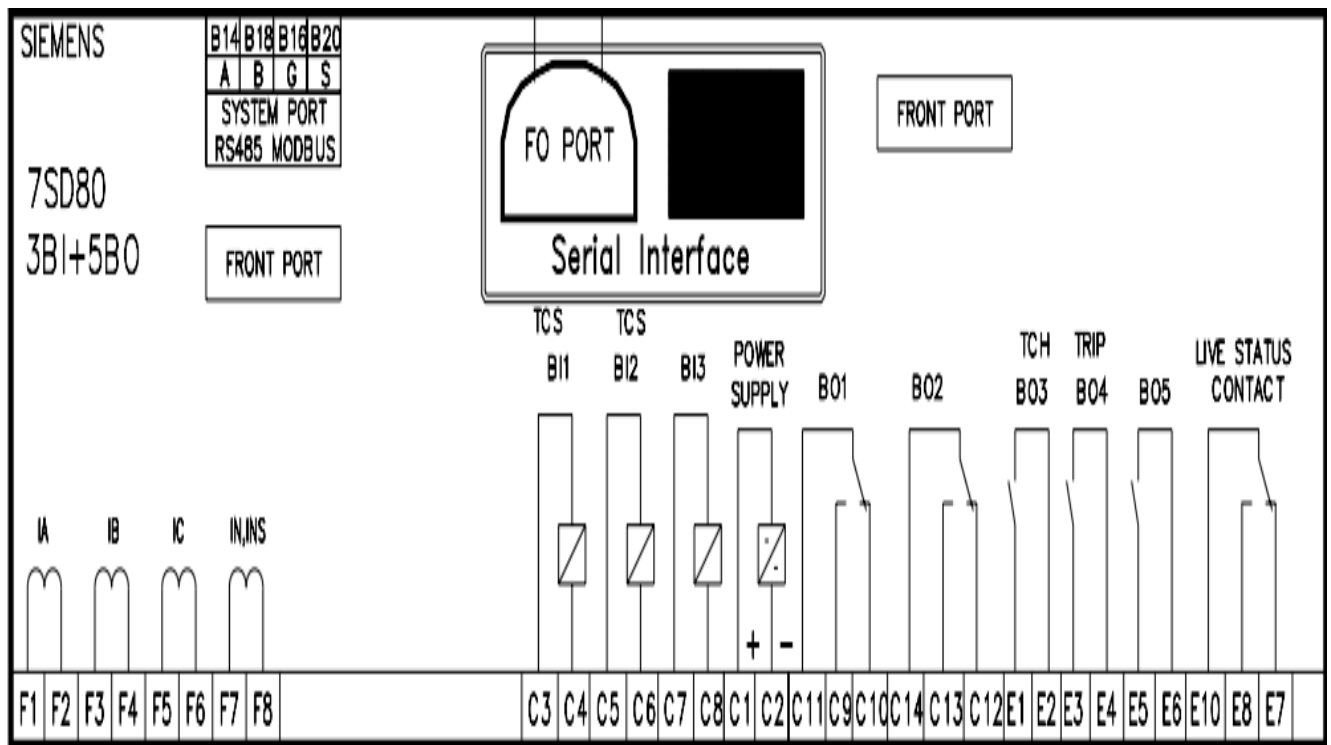 SIEMENS
B14 B18 B16 B20
A B G S
SYSTEM PORT
RS485 MODBUS
7SD80
3BI+5BO
FRONT PORT
FO PORT
Serial Interface
FRONT PORT
TCS
BI1
TCS
BI2
BI3
POWER
SUPPLY
BO1
BO2
TCH
BO3
TRIP
BO4
BO5
LIVE STATUS
CONTACT
IA
IB
IC
IN,INS
+ -
F1 F2 F3 F4 F5 F6 F7 F8 C3 C4 C5 C6 C7 C8 C1 C2 C11 C9 C10 C14 C13 C12 E1 E2 E3 E4 E5 E6 E10 E8 E7